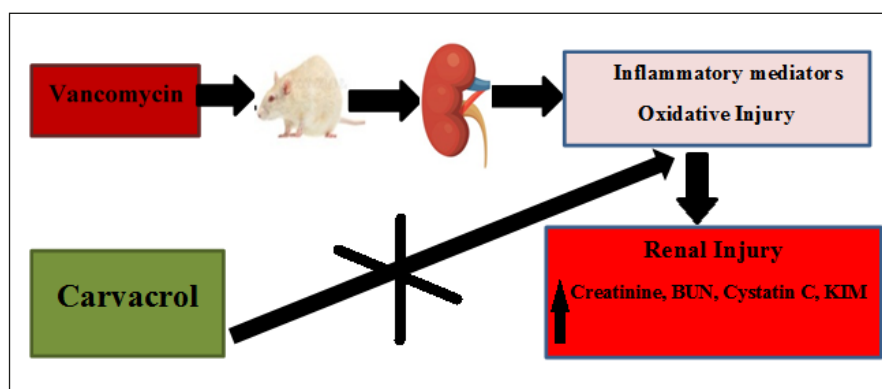 Vancomycin
Inflammatory mediators
Oxidative Injury
Carvacrol
Renal Injury
Creatinine, BUN, Cystatin C, KIM